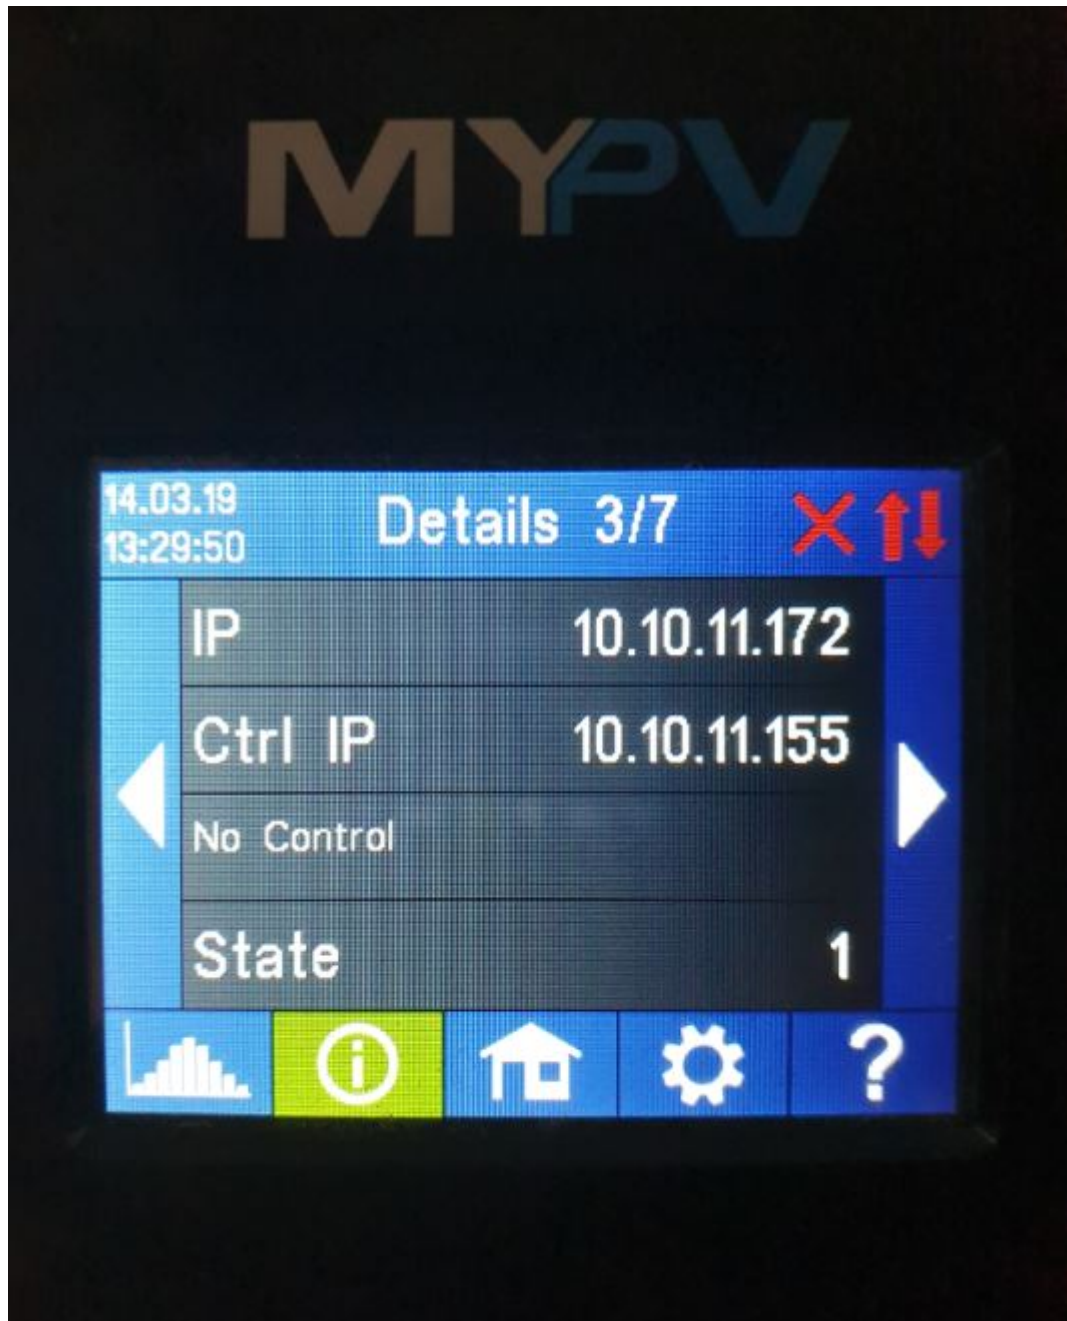 MYPV
14.03.19
13:29:50
Details 3/7
IP 10.10.11.172
Ctrl IP 10.10.11.155
No Control
State 1
?